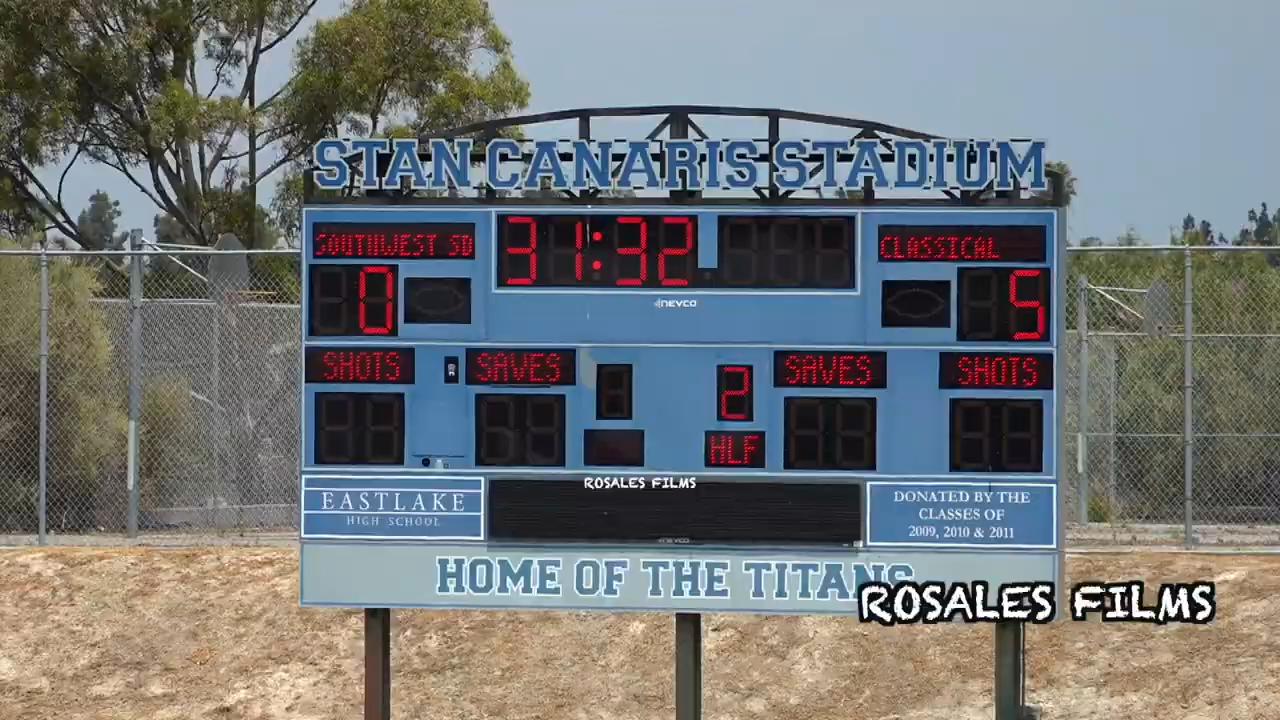 STAN CANARIS STADIUM
SOUTHWEST SD
31:32
CLASSICAL
0
5
NEVCO
SHOTS
SAVES
2
SAVES
SHOTS
HLF
ROSALES FILMS
EASTLAKE
HIGH SCHOOL
DONATED BY THE
CLASSES OF
2009, 2010 & 2011
NEVCO
HOME OF THE TITANS
ROSALES FILMS